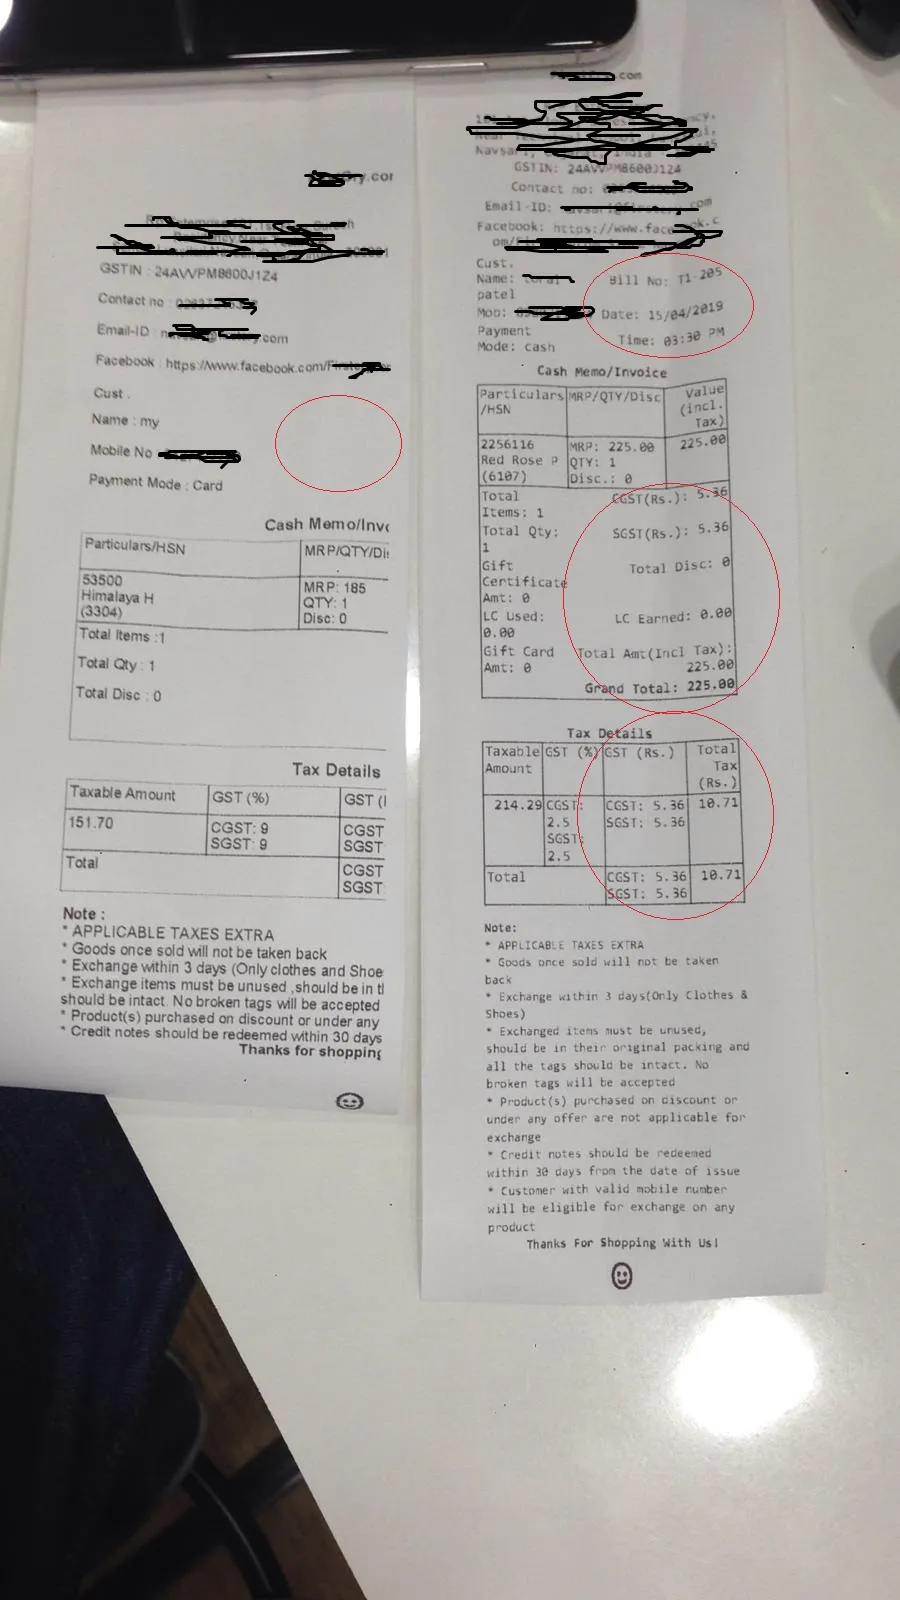 ry.cor
GSTIN : 24AVVPM8600J1Z4
Contact no :
Email-ID : .com
Facebook : https://www.facebook.com/
Cust .
Name : my
Mobile No
Payment Mode : Card
Cash Memo/Inv
Particulars/HSN MRP/QTY/Di
53500 MRP: 185
Himalaya H QTY: 1
(3304) Disc: 0
Total Items :1
Total Qty : 1
Total Disc : 0
Tax Details
Taxable Amount GST (%) GST (
151.70 CGST: 9 CGST
SGST: 9 SGST
Total CGST
SGST
Note :
* APPLICABLE TAXES EXTRA
* Goods once sold will not be taken back
* Exchange within 3 days (Only clothes and Shoe
* Exchange items must be unused ,should be in t
should be intact. No broken tags will be accepted
* Product(s) purchased on discount or under any
* Credit notes should be redeemed within 30 days
Thanks for shopping
.com
Navsari, India
GSTIN: 24AVVPM8600J1Z4
Contact no:
Email-ID: .com
Facebook: https://www.facebook.c
om/
Cust.
Name: Bill No: T1-205
patel
Mob: Date: 15/04/2019
Payment Time: 03:30 PM
Mode: cash
Cash Memo/Invoice
Particulars MRP/QTY/Disc Value
/HSN (incl.
Tax)
2256116 MRP: 225.00 225.00
Red Rose P QTY: 1
(6107) Disc.: 0
Total CGST(Rs.): 5.36
Items: 1
Total Qty: SGST(Rs.): 5.36
1
Gift Total Disc: 0
Certificate
Amt: 0
LC Used: LC Earned: 0.00
0.00
Gift Card Total Amt(Incl Tax):
Amt: 0 225.00
Grand Total: 225.00
Tax Details
Taxable GST (%) GST (Rs.) Total
Amount Tax
(Rs.)
214.29 CGST: CGST: 5.36 10.71
2.5 SGST: 5.36
SGST:
2.5
Total CGST: 5.36 10.71
SGST: 5.36
Note:
* APPLICABLE TAXES EXTRA
* Goods once sold will not be taken
back
* Exchange within 3 days(Only Clothes &
Shoes)
* Exchanged items must be unused,
should be in their original packing and
all the tags should be intact. No
broken tags will be accepted
* Product(s) purchased on discount or
under any offer are not applicable for
exchange
* Credit notes should be redeemed
within 30 days from the date of issue
* Customer with valid mobile number
will be eligible for exchange on any
product
Thanks For Shopping With Us!